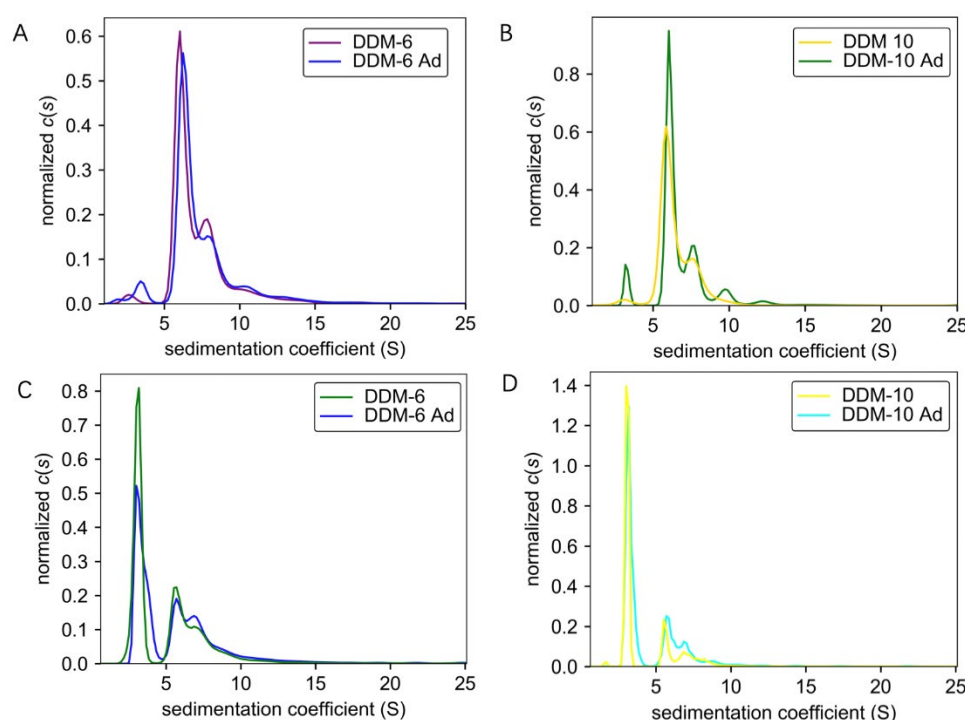 A
normalized c(s)
0.6
0.5
0.4
0.3
0.2
0.1
0.0
DDM-6
DDM-6 Ad
5 10 15 20 25
sedimentation coefficient (S)
B
normalized c(s)
0.8
0.6
0.4
0.2
0.0
DDM 10
DDM-10 Ad
5 10 15 20 25
sedimentation coefficient (S)
C
normalized c(s)
0.8
0.7
0.6
0.5
0.4
0.3
0.2
0.1
0.0
DDM-6
DDM-6 Ad
5 10 15 20 25
sedimentation coefficient (S)
D
normalized c(s)
1.4
1.2
1.0
0.8
0.6
0.4
0.2
0.0
DDM-10
DDM-10 Ad
5 10 15 20 25
sedimentation coefficient (S)